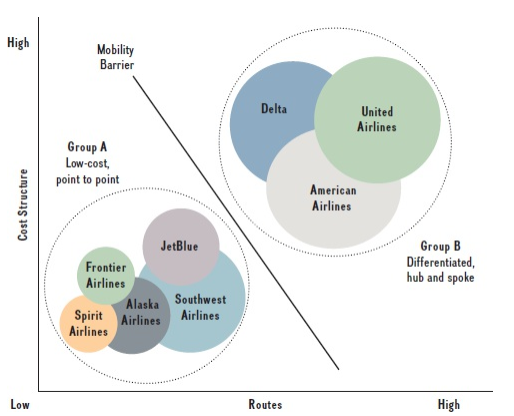 High
Mobility
Barrier
Delta
United
Airlines
Group A
Low-cost,
point to point
American
Airlines
Cost Structure
JetBlue
Group B
Differentiated,
hub and spoke
Frontier
Airlines
Alaska
Airlines
Southwest
Airlines
Spirit
Airlines
Low
Routes
High